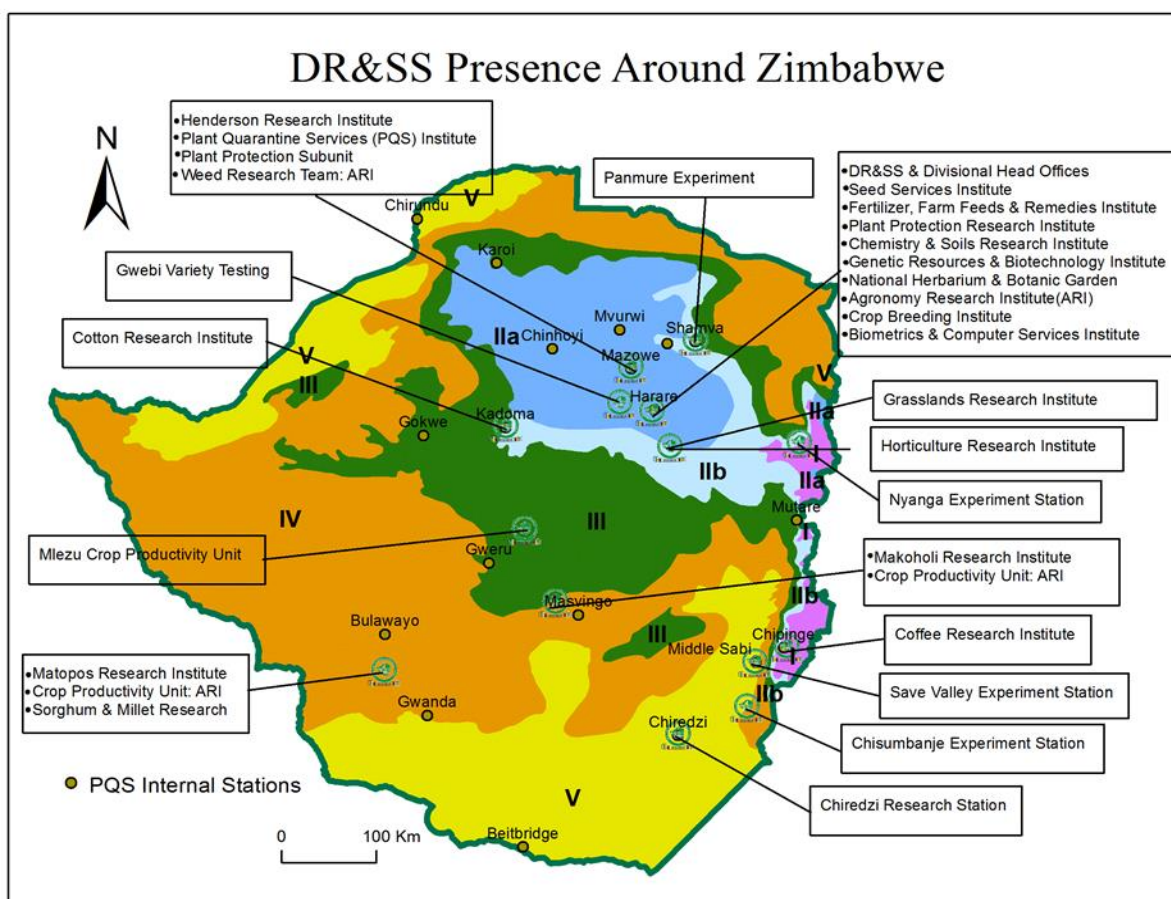 DR&SS Presence Around Zimbabwe
•Henderson Research Institute
•Plant Quarantine Services (PQS) Institute
•Plant Protection Subunit
•Weed Research Team: ARI
N
Panmure Experiment
•DR&SS & Divisional Head Offices
•Seed Services Institute
•Fertilizer, Farm Feeds & Remedies Institute
•Plant Protection Research Institute
•Chemistry & Soils Research Institute
•Genetic Resources & Biotechnology Institute
•National Herbarium & Botanic Garden
•Agronomy Research Institute(ARI)
•Crop Breeding Institute
•Biometrics & Computer Services Institute
V
Chirundu
Karoi
Gwebi Variety Testing
Cotton Research Institute
Mvurwi
IIa
Chinhoyi
Shamva
Mazowe
V
III
V
IIa
Harare
Kadoma
Gokwe
Grasslands Research Institute
Horticulture Research Institute
I
IIb
IIa
Nyanga Experiment Station
IV
III
Mutare
I
Mlezu Crop Productivity Unit
Gweru
•Makoholi Research Institute
•Crop Productivity Unit: ARI
Masvingo
IIb
Bulawayo
III
Chipinge
Middle Sabi
I
Coffee Research Institute
•Matopos Research Institute
•Crop Productivity Unit: ARI
•Sorghum & Millet Research
Save Valley Experiment Station
IIb
Gwanda
Chiredzi
Chisumbanje Experiment Station
PQS Internal Stations
V
Chiredzi Research Station
0 100 Km
Beitbridge